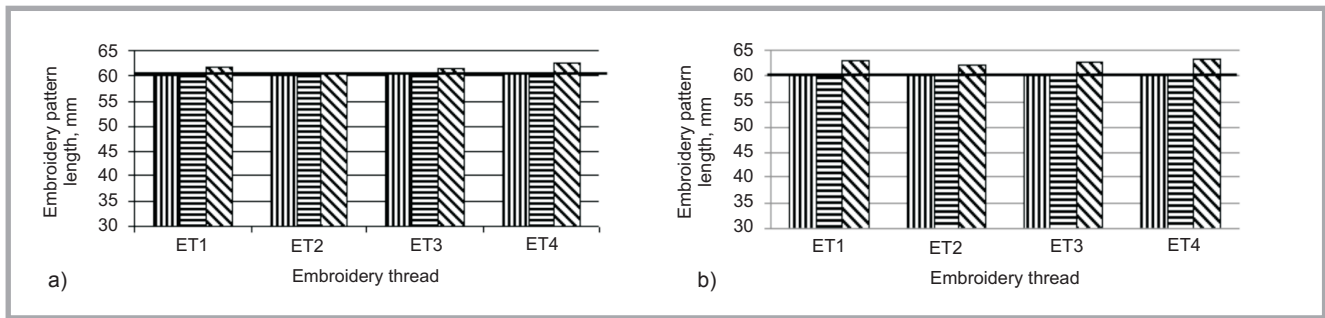 Embroidery pattern
length, mm
65
60
55
50
45
40
35
30
ET1 ET2 ET3 ET4
Embroidery thread
a)
Embroidery pattern
length, mm
65
60
55
50
45
40
35
30
ET1 ET2 ET3 ET4
Embroidery thread
b)